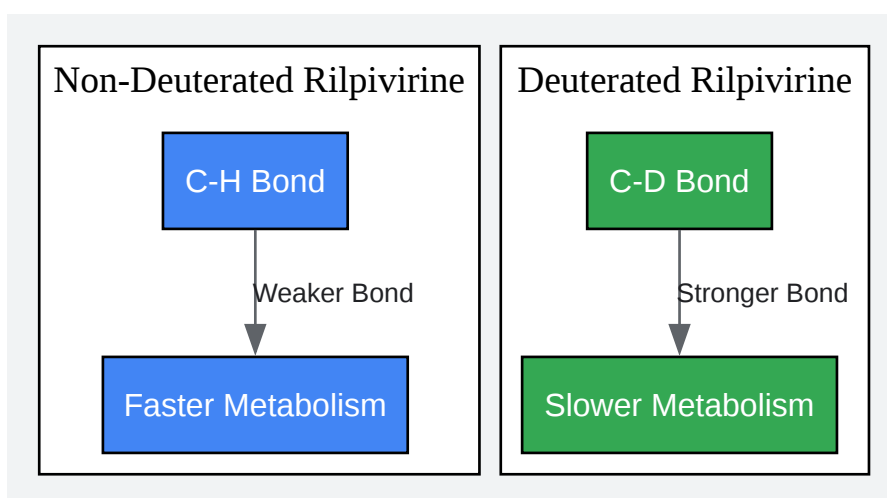 Non-Deuterated Rilpivirine
C-H Bond
Weaker Bond
Faster Metabolism
Deuterated Rilpivirine
C-D Bond
Stronger Bond
Slower Metabolism